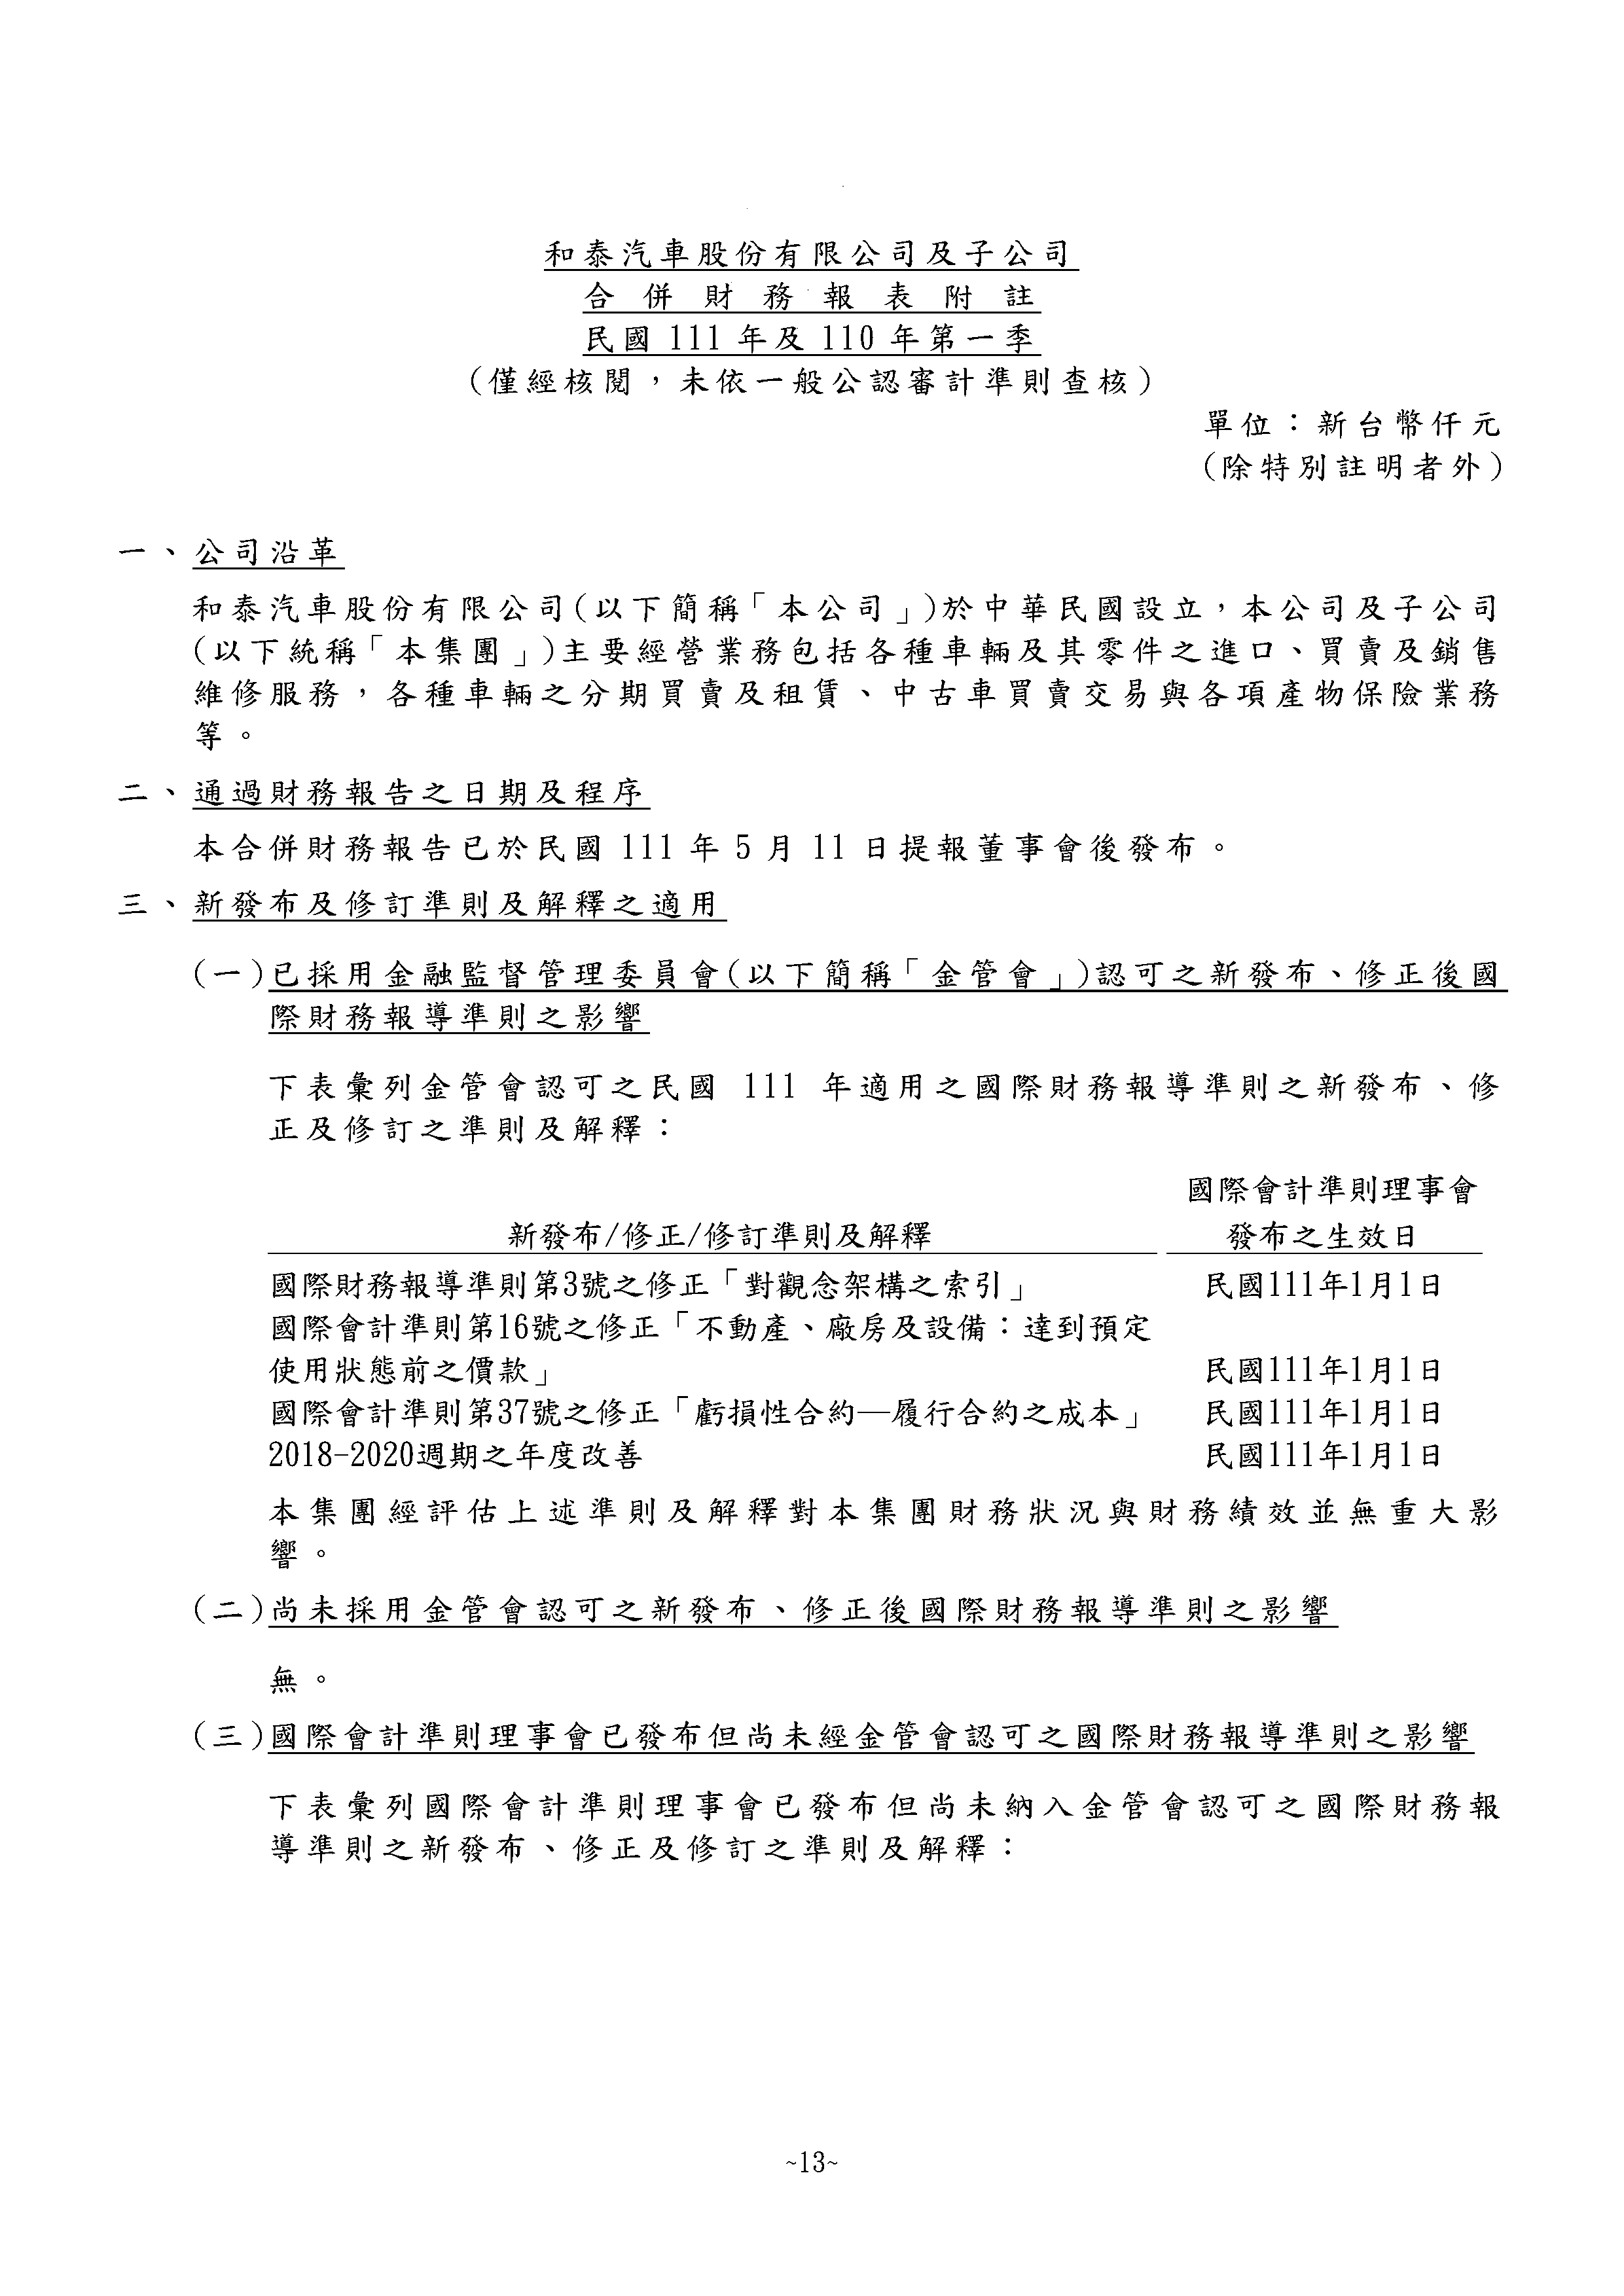 和泰汽車股份有限公司及子公司
合併財務報表附註
民國 111 年及 110 年第一季
(僅經核閱，未依一般公認審計準則查核)
單位：新台幣仟元
(除特別註明者外)
一、公司沿革
和泰汽車股份有限公司(以下簡稱「本公司」)於中華民國設立，本公司及子公司
(以下統稱「本集團」)主要經營業務包括各種車輛及其零件之進口、買賣及銷售
維修服務，各種車輛之分期買賣及租賃、中古車買賣交易與各項產物保險業務
等。
二、通過財務報告之日期及程序
本合併財務報告已於民國 111 年 5 月 11 日提報董事會後發布。
三、新發布及修訂準則及解釋之適用
(一)已採用金融監督管理委員會(以下簡稱「金管會」)認可之新發布、修正後國
際財務報導準則之影響
下表彙列金管會認可之民國 111 年適用之國際財務報導準則之新發布、修
正及修訂之準則及解釋：
國際會計準則理事會
新發布/修正/修訂準則及解釋 發布之生效日
國際財務報導準則第3號之修正「對觀念架構之索引」 民國111年1月1日
國際會計準則第16號之修正「不動產、廠房及設備：達到預定
使用狀態前之價款」 民國111年1月1日
國際會計準則第37號之修正「虧損性合約—履行合約之成本」 民國111年1月1日
2018-2020週期之年度改善 民國111年1月1日
本集團經評估上述準則及解釋對本集團財務狀況與財務績效並無重大影
響。
(二)尚未採用金管會認可之新發布、修正後國際財務報導準則之影響
無。
(三)國際會計準則理事會已發布但尚未經金管會認可之國際財務報導準則之影響
下表彙列國際會計準則理事會已發布但尚未納入金管會認可之國際財務報
導準則之新發布、修正及修訂之準則及解釋：
~13~